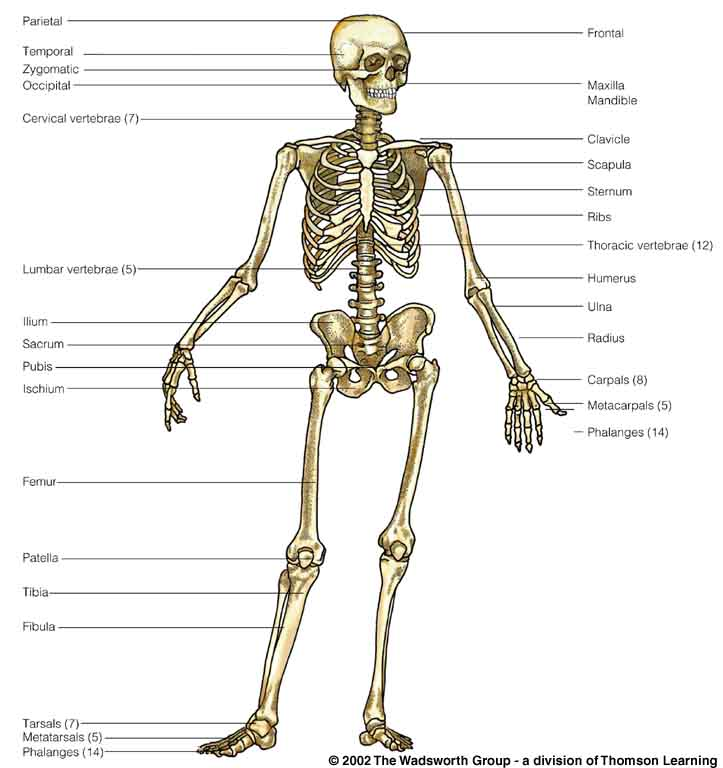 Parietal
Temporal
Zygomatic
Occipital
Cervical vertebrae (7)
Lumbar vertebrae (5)
Ilium
Sacrum
Pubis
Ischium
Femur
Patella
Tibia
Fibula
Tarsals (7)
Metatarsals (5)
Phalanges (14)
Frontal
Maxilla
Mandible
Clavicle
Scapula
Sternum
Ribs
Thoracic vertebrae (12)
Humerus
Ulna
Radius
Carpals (8)
Metacarpals (5)
Phalanges (14)
© 2002 The Wadsworth Group - a division of Thomson Learning